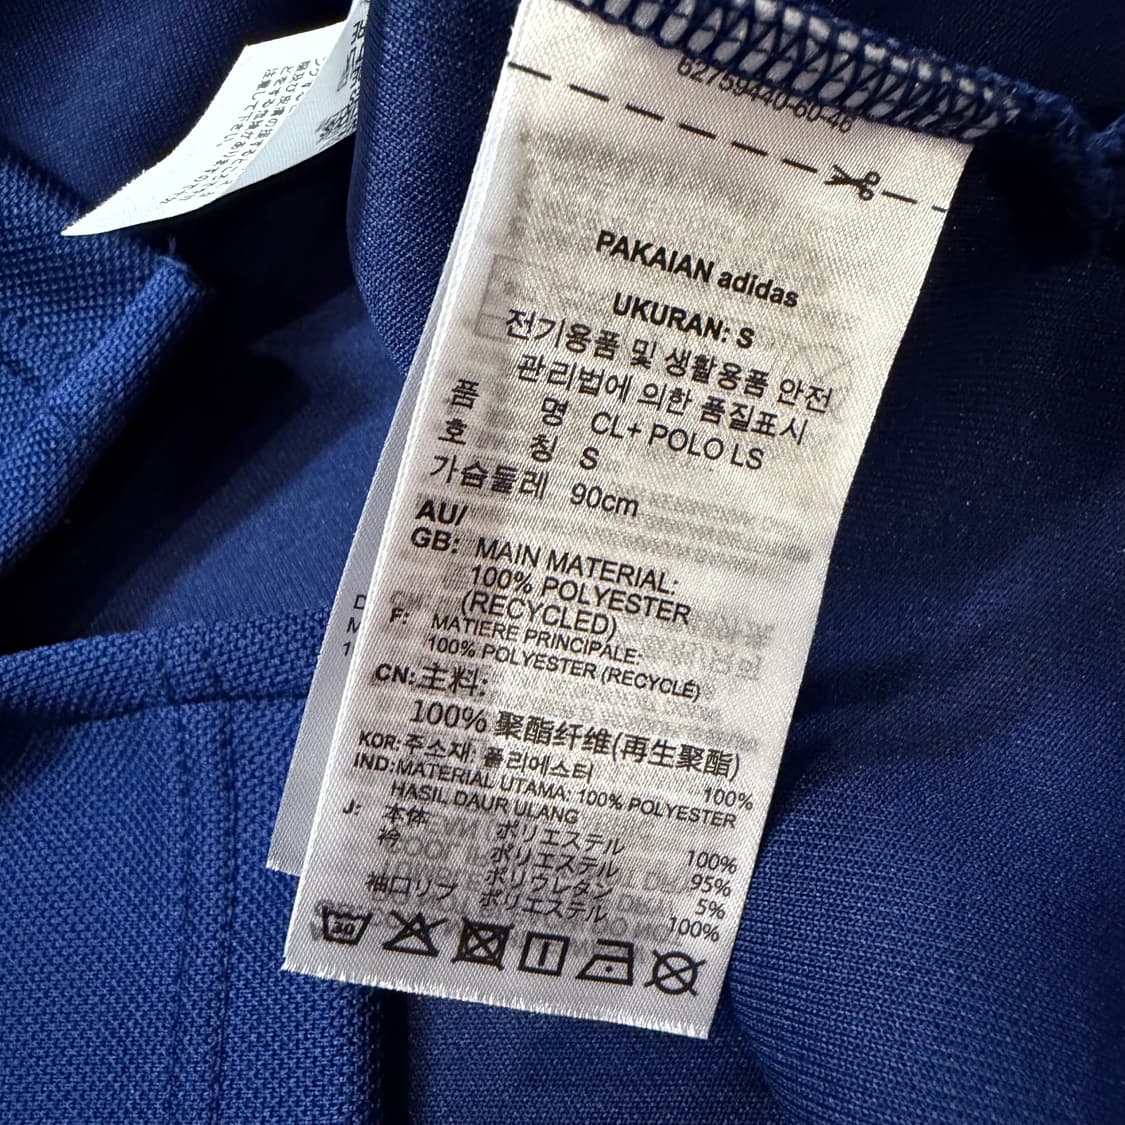 62759440-60-46
PAKAIAN adidas
UKURAN: S
전기용품 및 생활용품 안전
관리법에 의한 품질표시
품 명 CL+ POLO LS
호 칭 S
가슴둘레 90cm
AU/
GB: MAIN MATERIAL:
100% POLYESTER
(RECYCLED)
F: MATIERE PRINCIPALE:
100% POLYESTER (RECYCLÉ)
CN:主料:
100% 聚酯纤维(再生聚酯)
KOR:주소재: 폴리에스터 100%
IND:MATERIAL UTAMA: 100% POLYESTER
HASIL DAUR ULANG
J: 本体 ポリエステル 100%
衿 ポリエステル 95%
ポリウレタン 5%
袖口リブ ポリエステル 100%
30